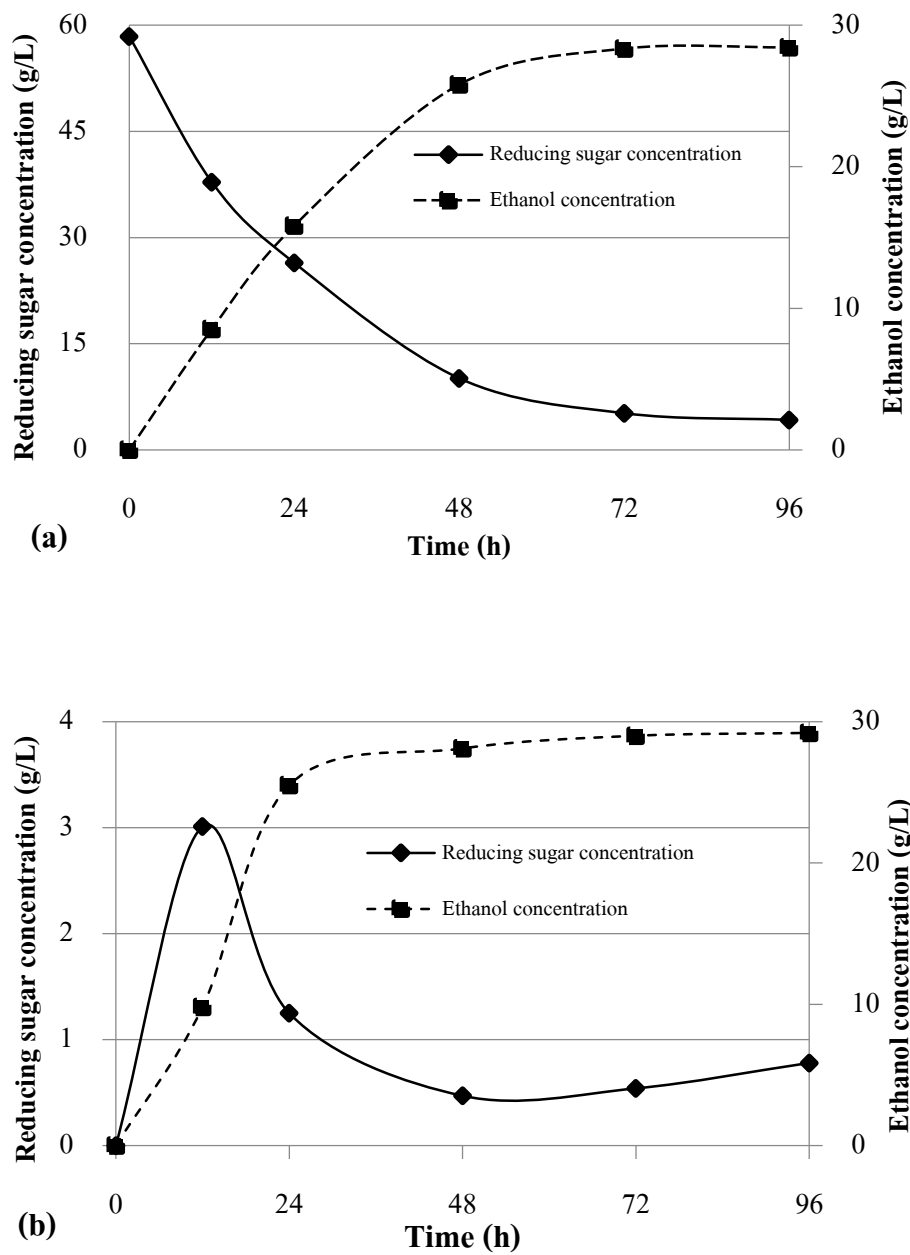 60
45
30
15
0
Reducing sugar concentration (g/L)
30
20
10
0
Ethanol concentration (g/L)
Reducing sugar concentration
Ethanol concentration
0 24 48 72 96
Time (h)
(a)
4
3
2
1
0
Reducing sugar concentration (g/L)
30
20
10
0
Ethanol concentration (g/L)
Reducing sugar concentration
Ethanol concentration
0 24 48 72 96
Time (h)
(b)